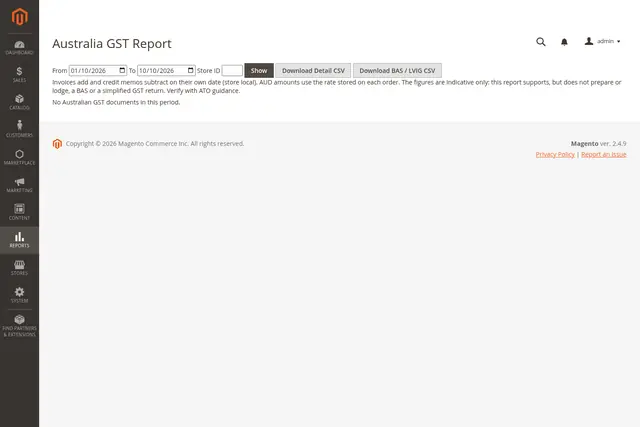 Australia GST Report
admin
From 01/10/2026 To 10/10/2026 Store ID Show Download Detail CSV Download BAS / LVIG CSV
Invoices add and credit memos subtract on their own date (store local). AUD amounts use the rate stored on each order. The figures are indicative only: this report supports, but does not prepare or
lodge, a BAS or a simplified GST return. Verify with ATO guidance.
No Australian GST documents in this period.
Copyright © 2026 Magento Commerce Inc. All rights reserved.
Magento ver. 2.4.9
Privacy Policy | Report an Issue
DASHBOARD
SALES
CATALOG
CUSTOMERS
MARKETPLACE
MARKETING
CONTENT
REPORTS
STORES
SYSTEM
FIND PARTNERS
& EXTENSIONS